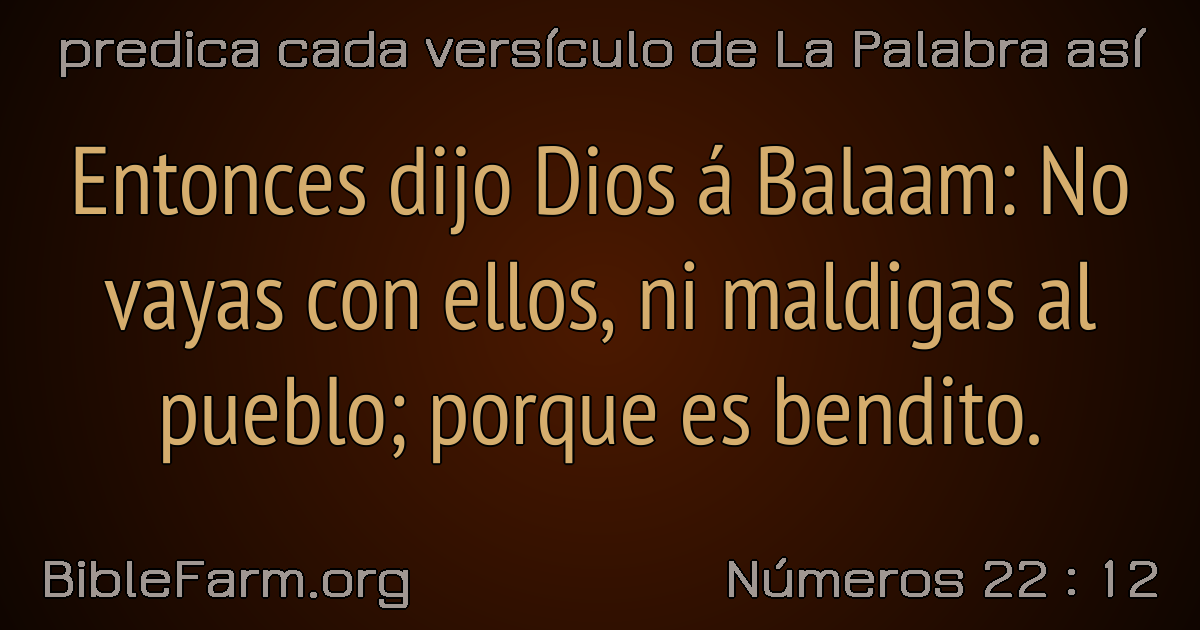 predica cada versículo de La Palabra así
Entonces dijo Dios á Balaam: No
vayas con ellos, ni maldigas al
pueblo; porque es bendito.
BibleFarm.org
Números 22 : 12